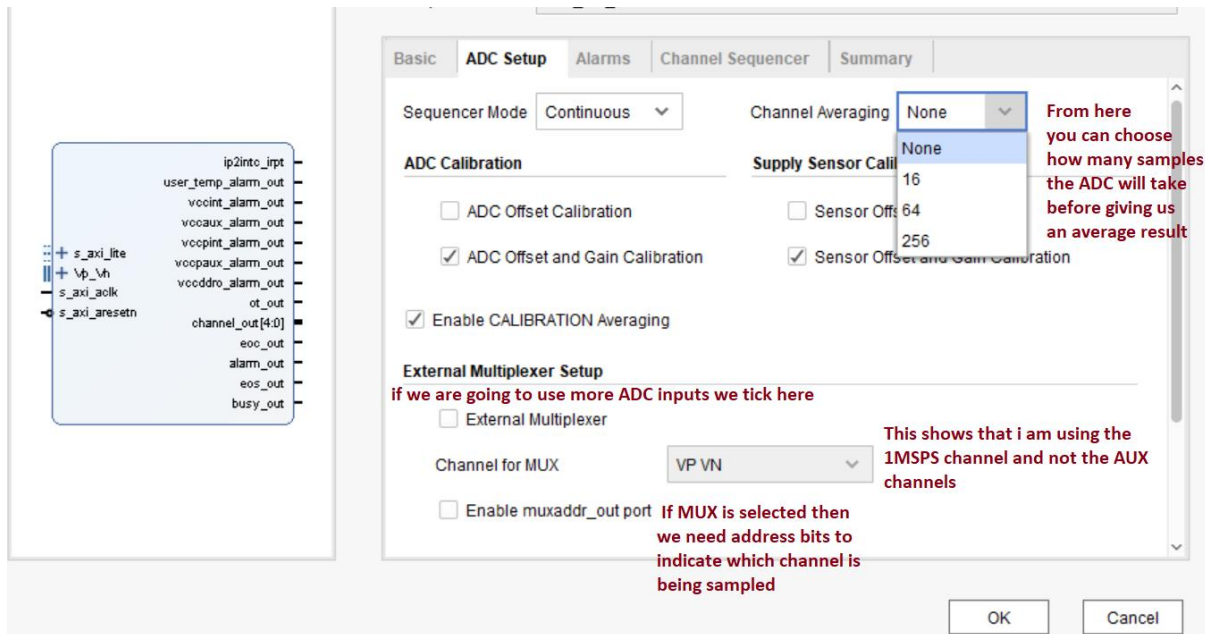 Basic ADC Setup Alarms Channel Sequencer Summary
Sequencer Mode Continuous
Channel Averaging None
None
16
64
256
From here
you can choose
how many samples
the ADC will take
before giving us
an average result
ADC Calibration
Supply Sensor Cali
ADC Offset Calibration
Sensor Offs
ADC Offset and Gain Calibration
Sensor Offset and Gain Calibration
Enable CALIBRATION Averaging
External Multiplexer Setup
if we are going to use more ADC inputs we tick here
External Multiplexer
Channel for MUX VP VN
This shows that i am using the
1MSPS channel and not the AUX
channels
Enable muxaddr_out port
If MUX is selected then
we need address bits to
indicate which channel is
being sampled
OK Cancel
s_axi_lite
Vp_Vn
s_axi_aclk
s_axi_aresetn
ip2intc_irpt
user_temp_alarm_out
vccint_alarm_out
vccaux_alarm_out
vccpint_alarm_out
vccpaux_alarm_out
vccddro_alarm_out
ot_out
channel_out[4:0]
eoc_out
alarm_out
eos_out
busy_out